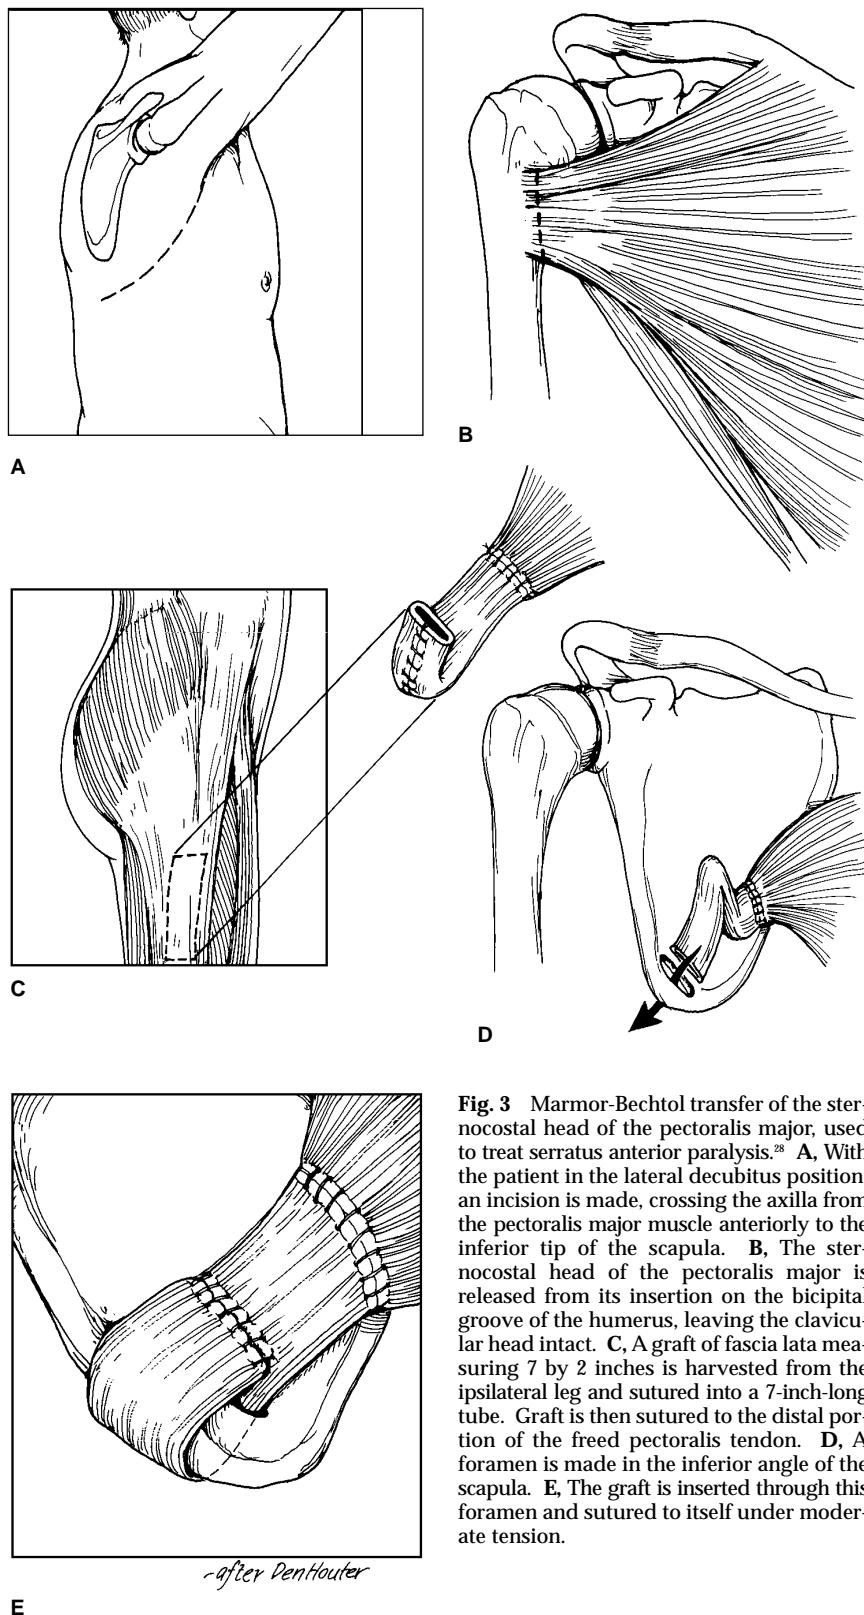 A
B
C
D
Fig. 3 Marmor-Bechtol transfer of the ster-
nocostal head of the pectoralis major, used
to treat serratus anterior paralysis.²⁸ A, With
the patient in the lateral decubitus position
an incision is made, crossing the axilla from
the pectoralis major muscle anteriorly to the
inferior tip of the scapula. B, The ster-
nocostal head of the pectoralis major is
released from its insertion on the bicipital
groove of the humerus, leaving the clavicu-
lar head intact. C, A graft of fascia lata mea-
suring 7 by 2 inches is harvested from the
ipsilateral leg and sutured into a 7-inch-long
tube. Graft is then sutured to the distal por-
tion of the freed pectoralis tendon. D, A
foramen is made in the inferior angle of the
scapula. E, The graft is inserted through this
foramen and sutured to itself under moder-
ate tension.
-after DenHouter
E